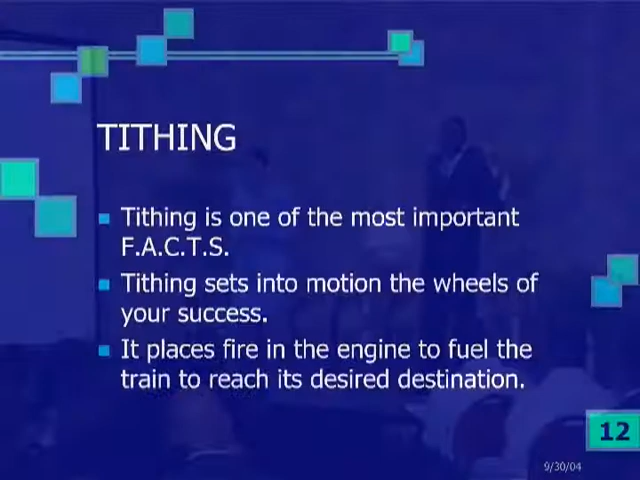 TITHING
Tithing is one of the most important
F.A.C.T.S.
Tithing sets into motion the wheels of
your success.
It places fire in the engine to fuel the
train to reach its desired destination.
12
9/30/04